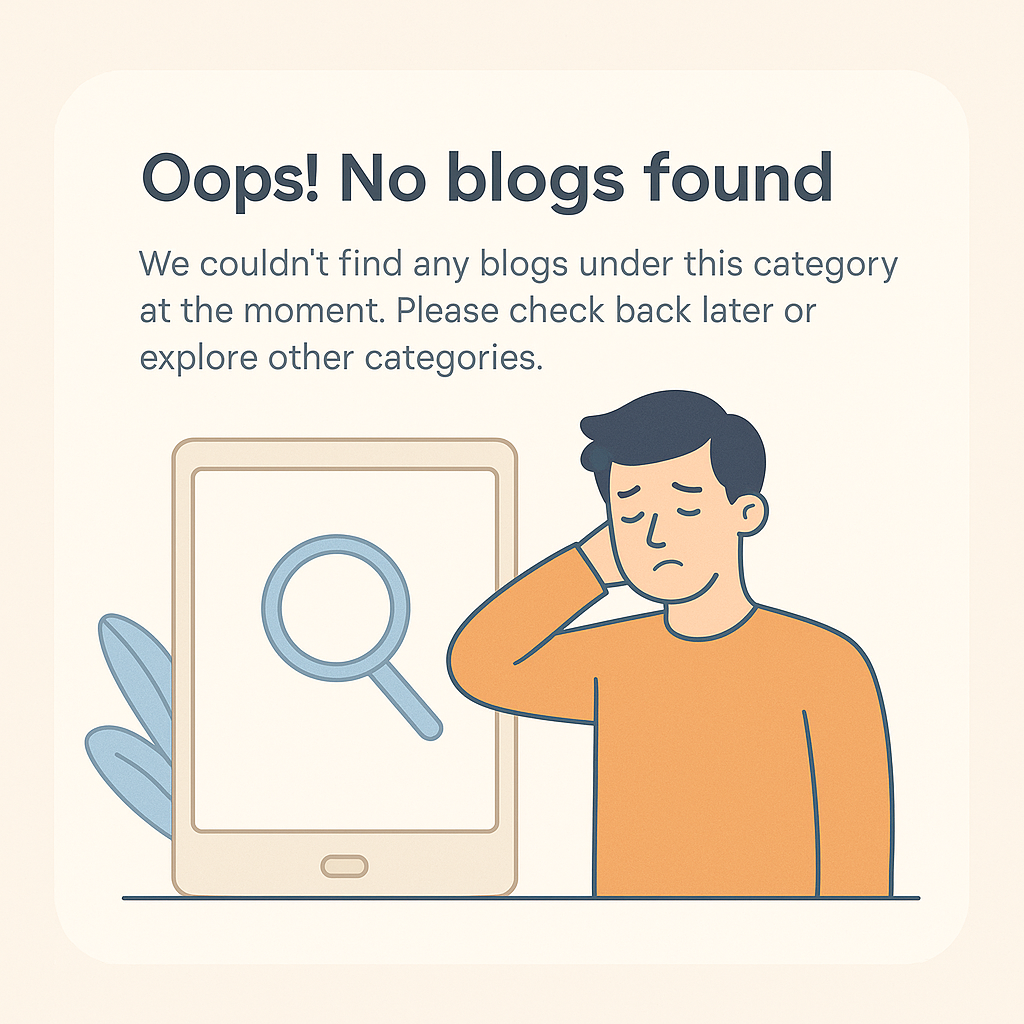 Oops! No blogs found
We couldn't find any blogs under this category
at the moment. Please check back later or
explore other categories.